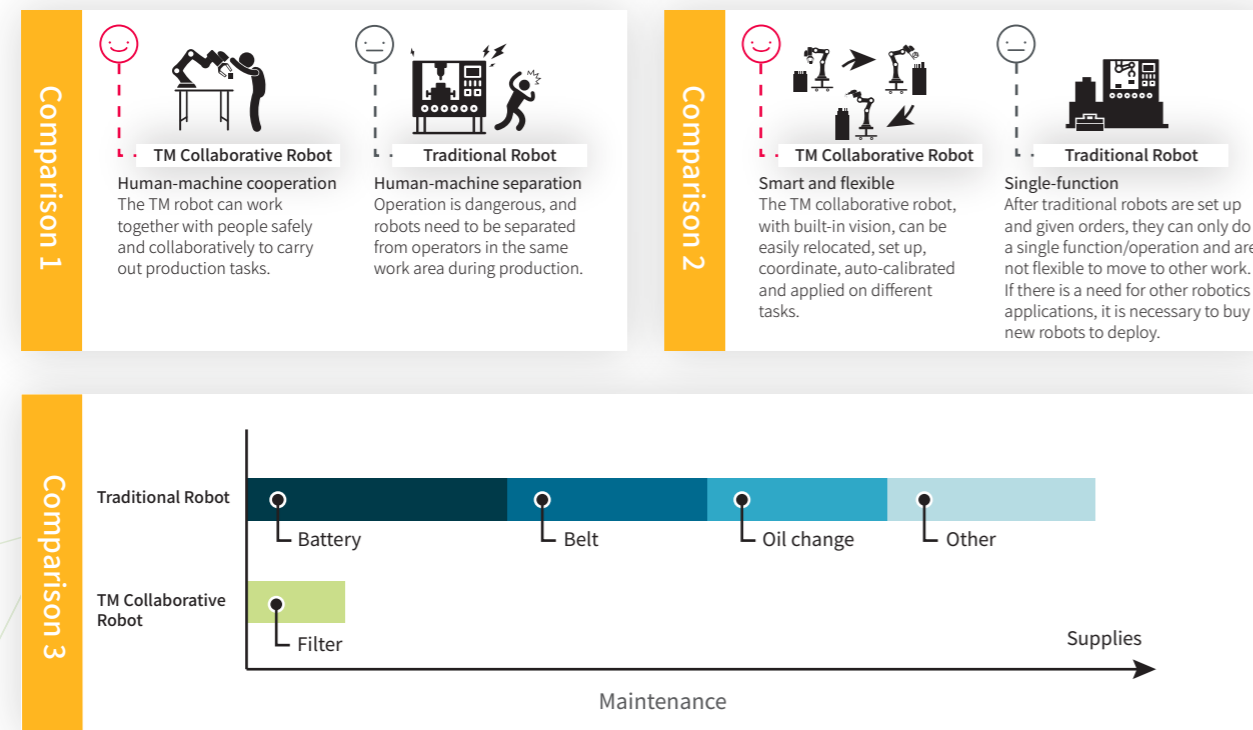 Comparison 1
TM Collaborative Robot
Human-machine cooperation
The TM robot can work
together with people safely
and collaboratively to carry
out production tasks.
Traditional Robot
Human-machine separation
Operation is dangerous, and
robots need to be separated
from operators in the same
work area during production.
Comparison 2
TM Collaborative Robot
Smart and flexible
The TM collaborative robot,
with built-in vision, can be
easily relocated, set up,
coordinate, auto-calibrated
and applied on different
tasks.
Traditional Robot
Single-function
After traditional robots are set up
and given orders, they can only do
a single function/operation and are
not flexible to move to other work.
If there is a need for other robotics
applications, it is necessary to buy
new robots to deploy.
Comparison 3
Traditional Robot
Battery
Belt
Oil change
Other
TM Collaborative
Robot
Filter
Supplies
Maintenance